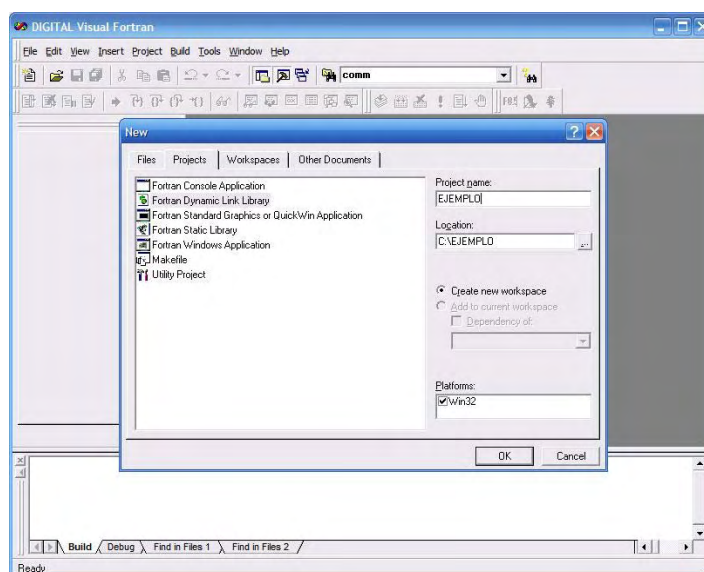 DIGITAL Visual Fortran
File Edit View Insert Project Build Tools Window Help
comm
New
Files Projects Workspaces Other Documents
Fortran Console Application
Fortran Dynamic Link Library
Fortran Standard Graphics or QuickWin Application
Fortran Static Library
Fortran Windows Application
Makefile
Utility Project
Project name:
EJEMPLO
Location:
C:\EJEMPLO
...
Create new workspace
Add to current workspace
Dependency of:
Platforms:
Win32
OK Cancel
Build Debug Find in Files 1 Find in Files 2
Ready